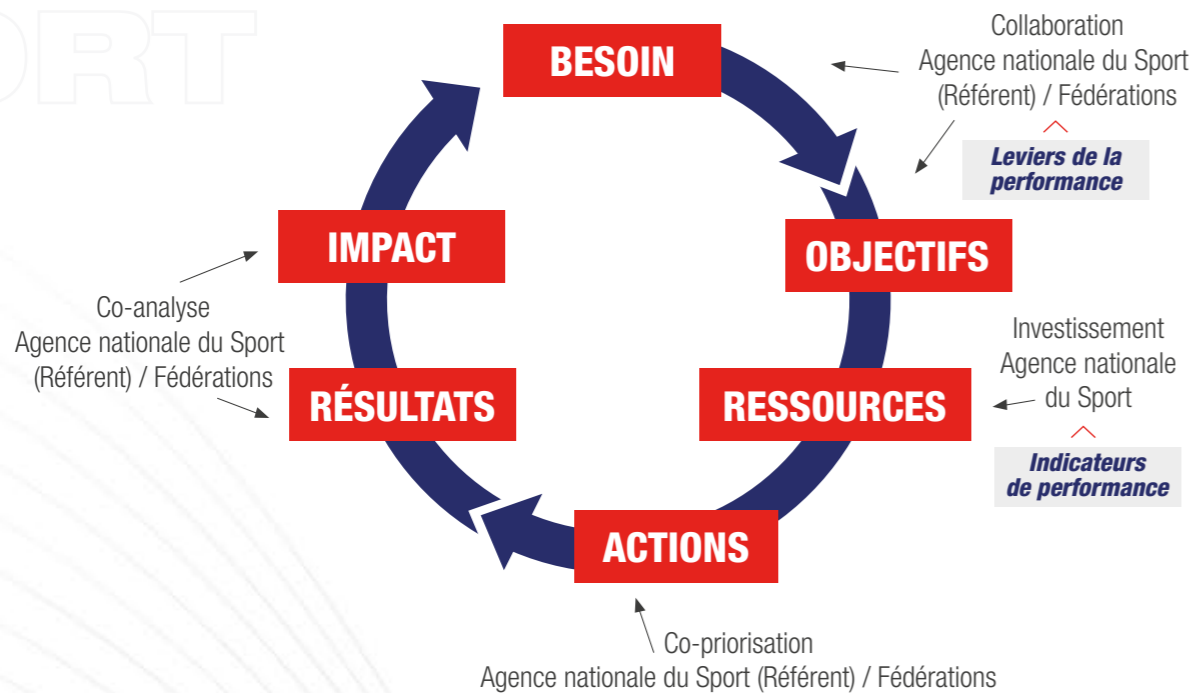 ORT
BESOIN
Collaboration
Agence nationale du Sport
(Référent) / Fédérations
Leviers de la
performance
OBJECTIFS
Investissement
Agence nationale
du Sport
Indicateurs
de performance
RESSOURCES
ACTIONS
Co-priorisation
Agence nationale du Sport (Référent) / Fédérations
RÉSULTATS
IMPACT
Co-analyse
Agence nationale du Sport
(Référent) / Fédérations